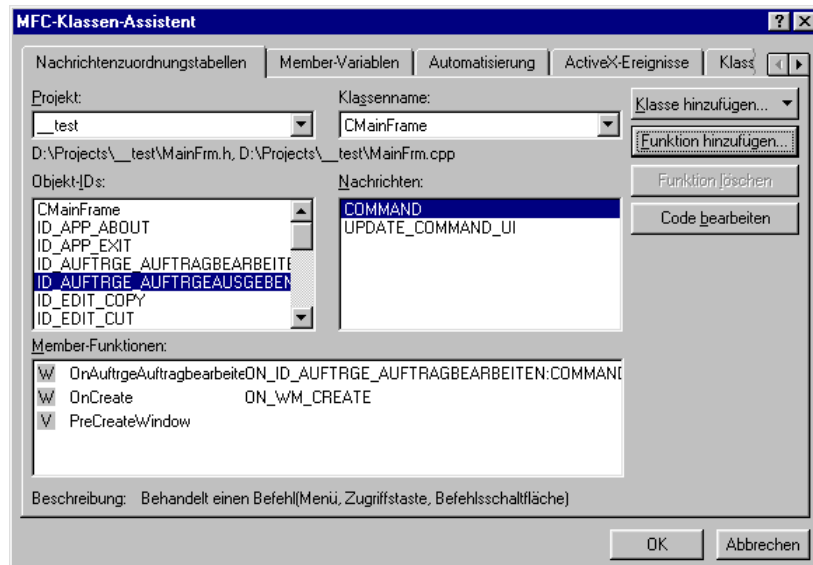 MFC-Klassen-Assistent
Nachrichtenzuordnungstabellen Member-Variablen Automatisierung ActiveX-Ereignisse Klass
Projekt: Klassenname:
__test CMainFrame
D:\Projects\__test\MainFrm.h, D:\Projects\__test\MainFrm.cpp
Klasse hinzufügen...
Funktion hinzufügen...
Funktion löschen
Code bearbeiten
Objekt-IDs:
CMainFrame
ID_APP_ABOUT
ID_APP_EXIT
ID_AUFTRGE_AUFTRAGBEARBEITE
ID_AUFTRGE_AUFTRGEAUSGEBEN
ID_EDIT_COPY
ID_EDIT_CUT
Nachrichten:
COMMAND
UPDATE_COMMAND_UI
Member-Funktionen:
W OnAuftrgeAuftragbearbeite ON_ID_AUFTRGE_AUFTRAGBEARBEITEN:COMMAND
W OnCreate ON_WM_CREATE
V PreCreateWindow
Beschreibung: Behandelt einen Befehl(Menü, Zugriffstaste, Befehlsschaltfläche)
OK Abbrechen